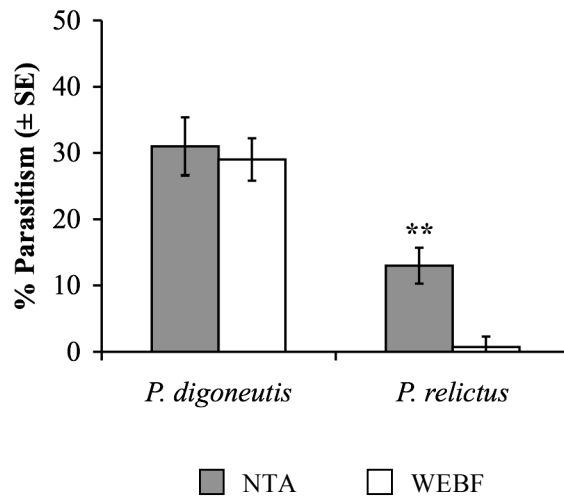 % Parasitism (± SE)
50
40
30
20
10
0
**
P. digoneutis P. relictus
NTA WEBF